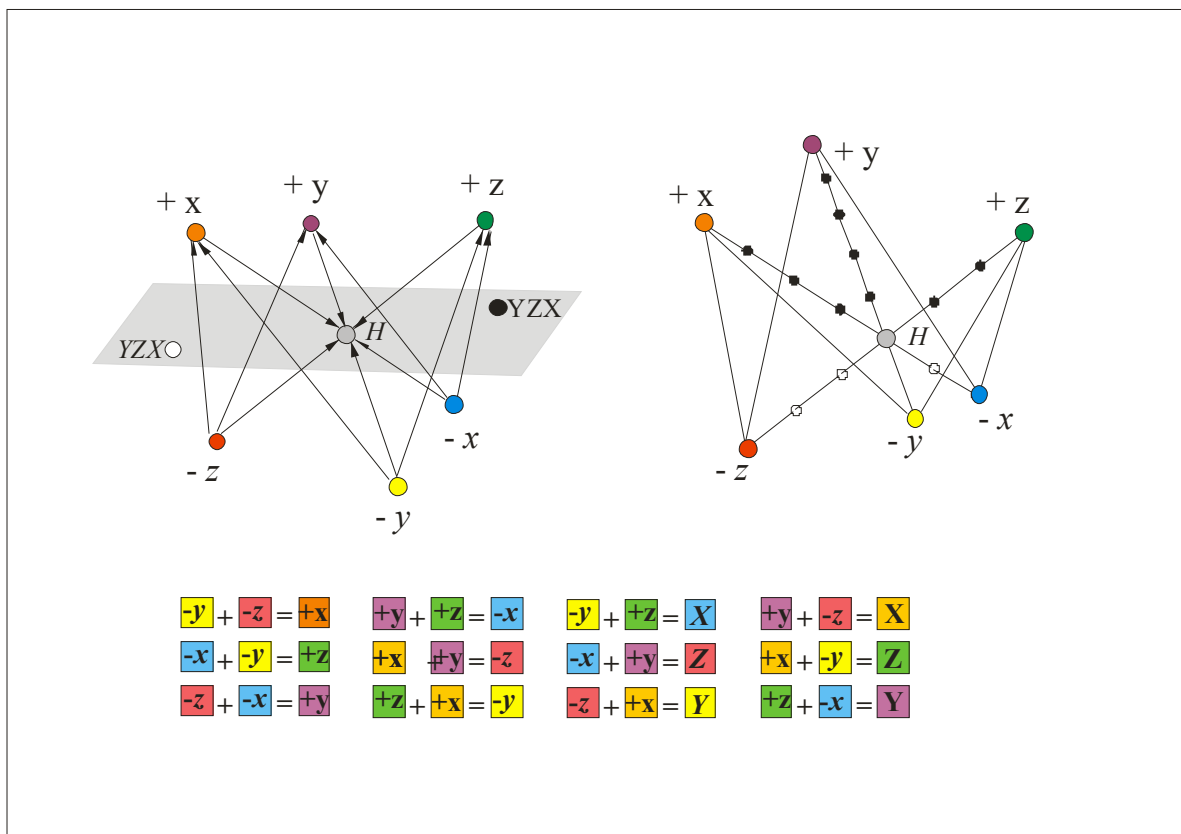 + x + y + z
H
YZX
YZX
- x
- z
- y
+ y
+ x
+ z
H
- x
- y
- z
-y + -z = +x +y + +z = -x -y + +z = X +y + -z = X
-x + -y = +z +x + +y = -z -x + +y = Z +x + -y = Z
-z + -x = +y +z + +x = -y -z + +x = Y +z + -x = Y